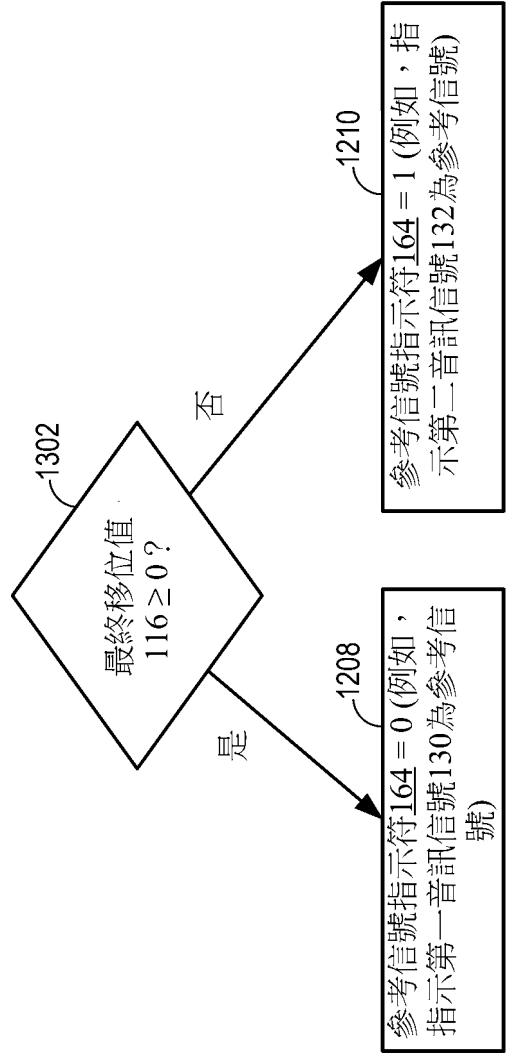 1302
最終移位值
116 ≥ 0？
是
否
1208
參考信號指示符164 = 0 (例如，
指示第一音訊信號130為參考信
號)
1210
參考信號指示符164 = 1 (例如，指
示第二音訊信號132為參考信號)